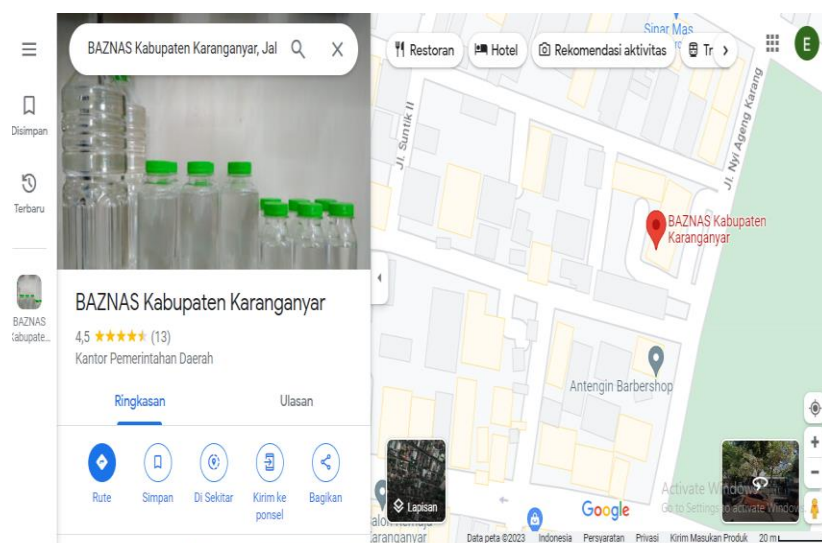 BAZNAS Kabupaten Karanganyar, Jal
Disimpan
Terbaru
BAZNAS
Kabupate...
BAZNAS Kabupaten Karanganyar
4,5 (13)
Kantor Pemerintahan Daerah
Ringkasan
Ulasan
Rute
Simpan
Di Sekitar
Kirim ke
ponsel
Bagikan
Restoran
Hotel
Rekomendasi aktivitas
Tr
E
Sinar Mas
Jl. Suntik II
Jl. Nyi Ageng Karang
BAZNAS Kabupaten
Karanganyar
Antengin Barbershop
Lapisan
Google
Activate Windows
Go to Settings to activate Windows.
Data peta ©2023 Indonesia Persyaratan Privasi Kirim Masukan Produk 20 m